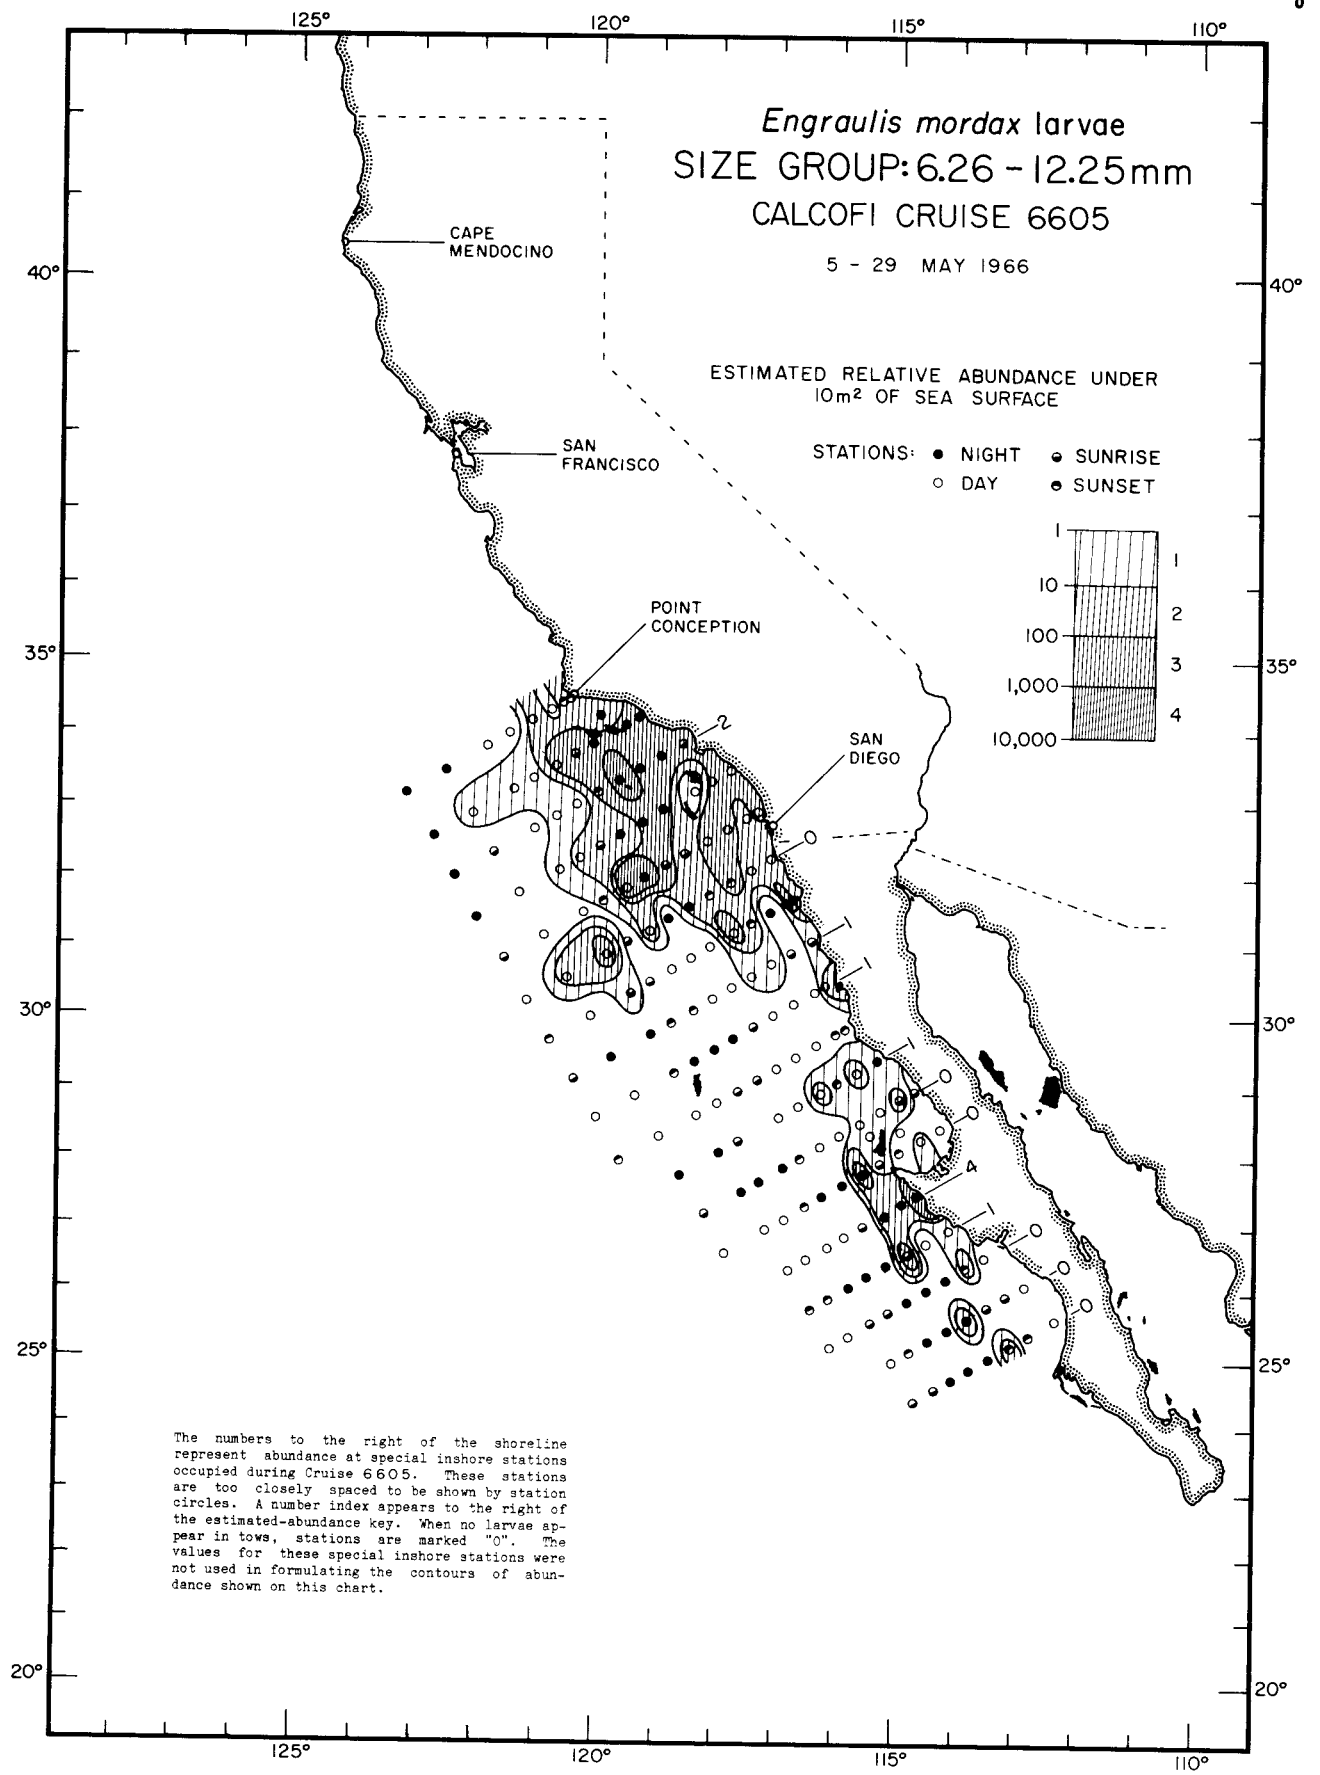 125°
120°
115°
110°
Engraulis mordax larvae
SIZE GROUP: 6.26 - 12.25mm
CALCOFI CRUISE 6605
5 - 29 MAY 1966
CAPE
MENDOCINO
40°
40°
ESTIMATED RELATIVE ABUNDANCE UNDER
10m² OF SEA SURFACE
STATIONS: ● NIGHT ◒ SUNRISE
○ DAY ◓ SUNSET
SAN
FRANCISCO
1
1
10
2
100
3
1,000
4
10,000
POINT
CONCEPTION
35°
35°
2
SAN
DIEGO
0
1
1
30°
30°
1
0
0
4
1
0
0
0
25°
25°
The numbers to the right of the shoreline
represent abundance at special inshore stations
occupied during Cruise 6605. These stations
are too closely spaced to be shown by station
circles. A number index appears to the right of
the estimated-abundance key. When no larvae ap-
pear in tows, stations are marked "0". The
values for these special inshore stations were
not used in formulating the contours of abun-
dance shown on this chart.
20°
20°
125°
120°
115°
110°